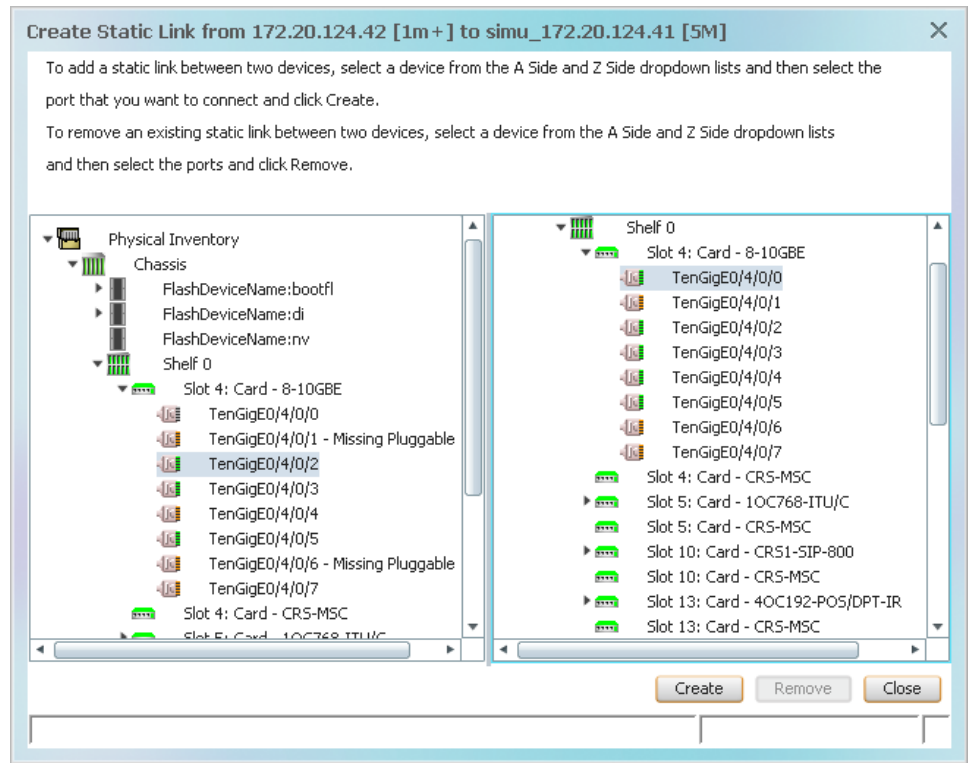 Create Static Link from 172.20.124.42 [1m+] to simu_172.20.124.41 [5M]
To add a static link between two devices, select a device from the A Side and Z Side dropdown lists and then select the
port that you want to connect and click Create.
To remove an existing static link between two devices, select a device from the A Side and Z Side dropdown lists
and then select the ports and click Remove.
Physical Inventory
Chassis
FlashDeviceName:bootfl
FlashDeviceName:di
FlashDeviceName:nv
Shelf 0
Slot 4: Card - 8-10GBE
TenGigE0/4/0/0
TenGigE0/4/0/1 - Missing Pluggable
TenGigE0/4/0/2
TenGigE0/4/0/3
TenGigE0/4/0/4
TenGigE0/4/0/5
TenGigE0/4/0/6 - Missing Pluggable
TenGigE0/4/0/7
Slot 4: Card - CRS-MSC
Slot 5: Card - 1OC768-ITU/C
Shelf 0
Slot 4: Card - 8-10GBE
TenGigE0/4/0/0
TenGigE0/4/0/1
TenGigE0/4/0/2
TenGigE0/4/0/3
TenGigE0/4/0/4
TenGigE0/4/0/5
TenGigE0/4/0/6
TenGigE0/4/0/7
Slot 4: Card - CRS-MSC
Slot 5: Card - 1OC768-ITU/C
Slot 5: Card - CRS-MSC
Slot 10: Card - CRS1-SIP-800
Slot 10: Card - CRS-MSC
Slot 13: Card - 4OC192-POS/DPT-IR
Slot 13: Card - CRS-MSC
Create Remove Close